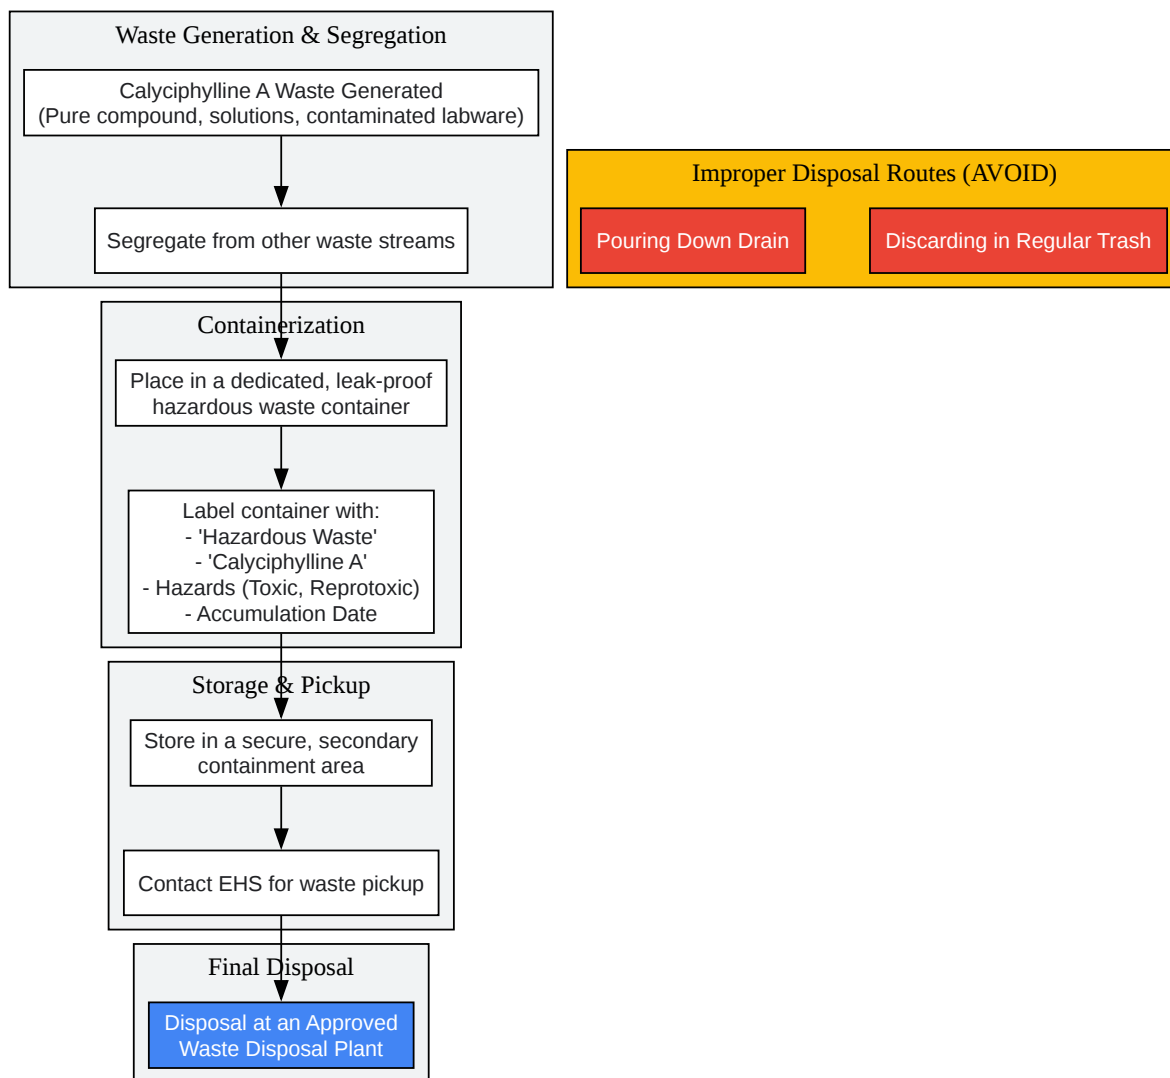 Waste Generation & Segregation
Calyciphylline A Waste Generated
(Pure compound, solutions, contaminated labware)
Segregate from other waste streams
Improper Disposal Routes (AVOID)
Pouring Down Drain
Discarding in Regular Trash
Containerization
Place in a dedicated, leak-proof
hazardous waste container
Label container with:
- 'Hazardous Waste'
- 'Calyciphylline A'
- Hazards (Toxic, Reprotoxic)
- Accumulation Date
Storage & Pickup
Store in a secure, secondary
containment area
Contact EHS for waste pickup
Final Disposal
Disposal at an Approved
Waste Disposal Plant